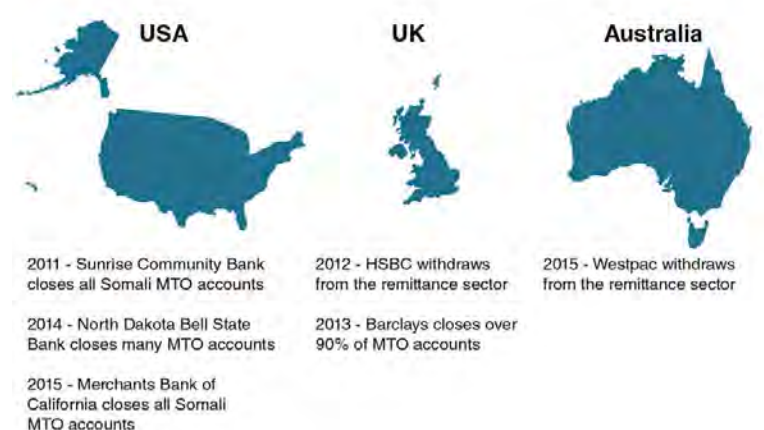 USA
2011 - Sunrise Community Bank
closes all Somali MTO accounts
2014 - North Dakota Bell State
Bank closes many MTO accounts
2015 - Merchants Bank of
California closes all Somali
MTO accounts
UK
2012 - HSBC withdraws
from the remittance sector
2013 - Barclays closes over
90% of MTO accounts
Australia
2015 - Westpac withdraws
from the remittance sector